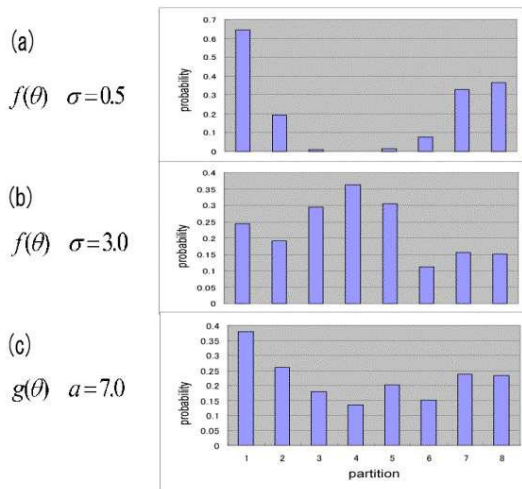 (a)
f(θ) σ=0.5
probability
0.7
0.6
0.5
0.4
0.3
0.2
0.1
0
(b)
f(θ) σ=3.0
probability
0.4
0.35
0.3
0.25
0.2
0.15
0.1
0.05
0
(c)
g(θ) a=7.0
probability
0.4
0.35
0.3
0.25
0.2
0.15
0.1
0.05
0
1 2 3 4 5 6 7 8
partition